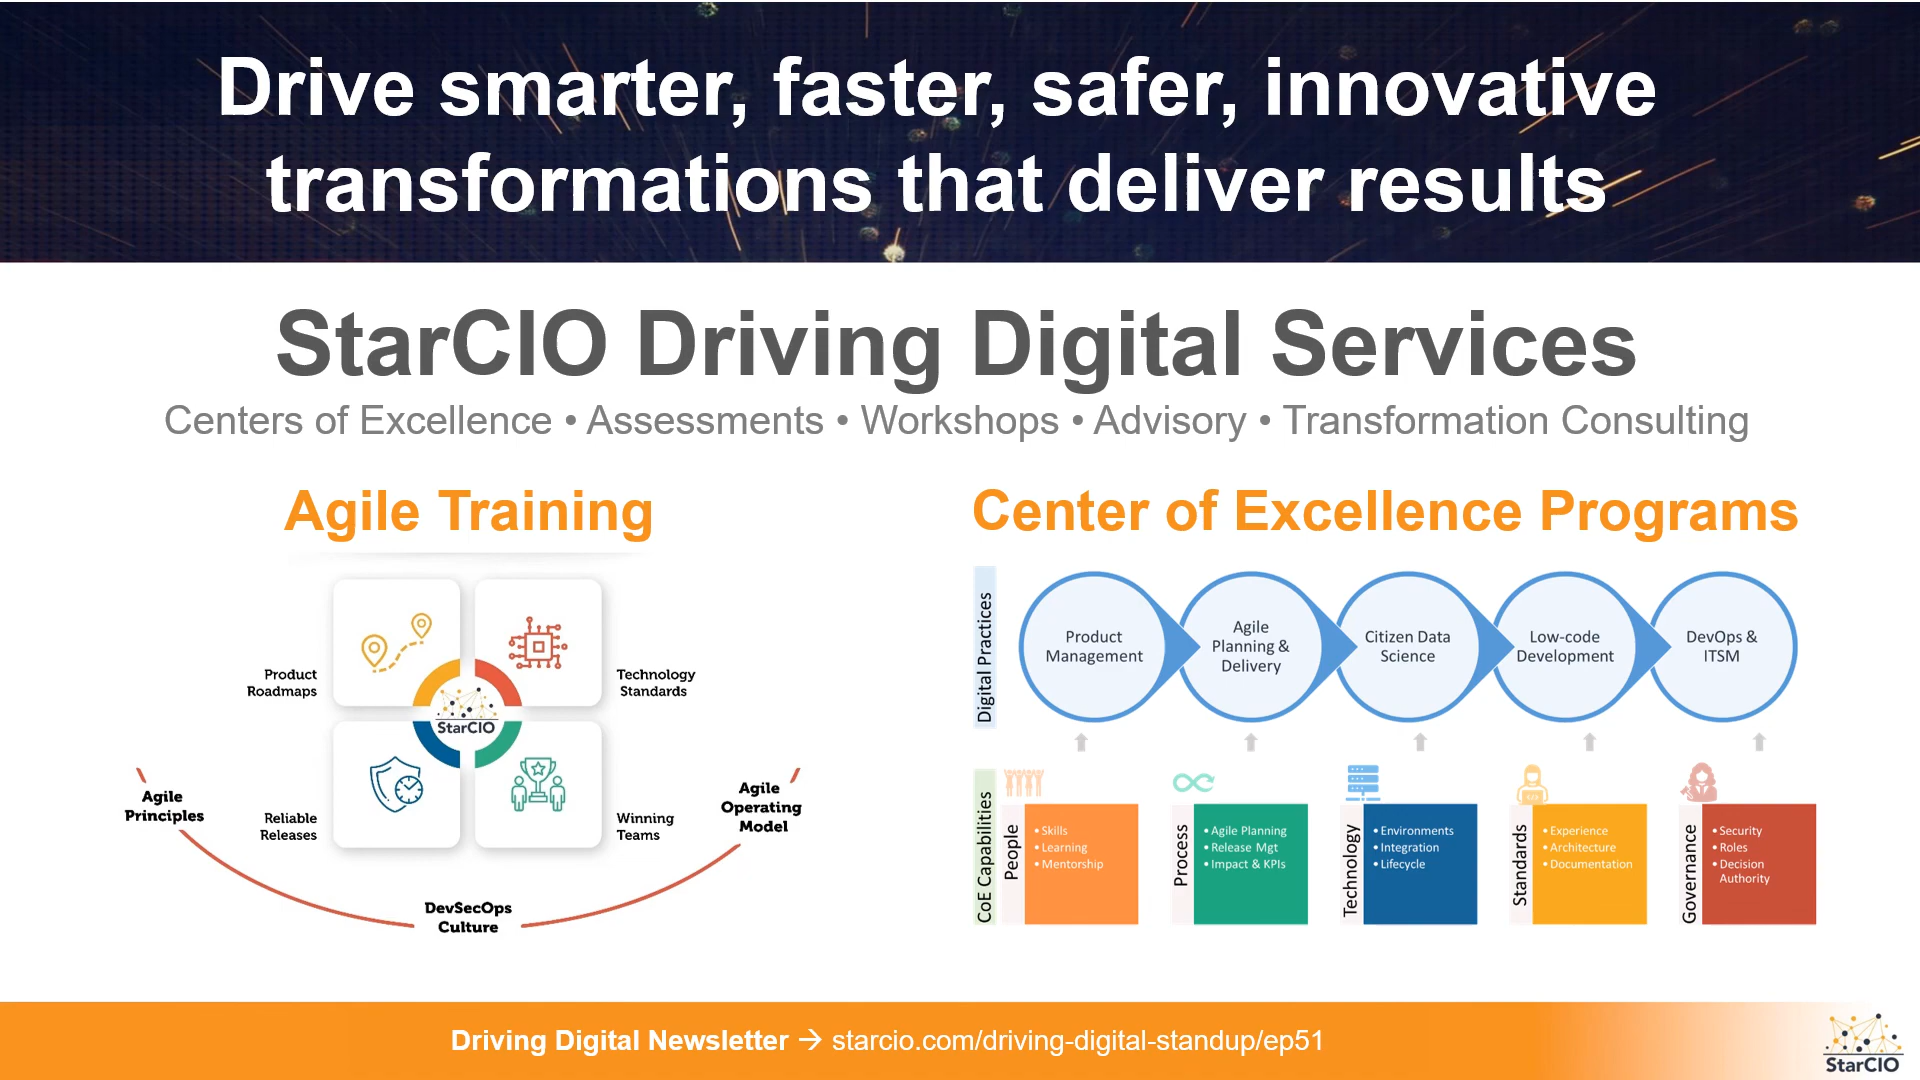 Drive smarter, faster, safer, innovative
transformations that deliver results
StarCIO Driving Digital Services
Centers of Excellence • Assessments • Workshops • Advisory • Transformation Consulting
Agile Training
Product
Roadmaps
Technology
Standards
StarCIO
Reliable
Releases
Winning
Teams
Agile
Principles
DevSecOps
Culture
Agile
Operating
Model
Center of Excellence Programs
Digital Practices
Product
Management
Agile
Planning &
Delivery
Citizen Data
Science
Low-code
Development
DevOps &
ITSM
CoE Capabilities
People
• Skills
• Learning
• Mentorship
Process
• Agile Planning
• Release Mgt
• Impact & KPIs
Technology
• Environments
• Integration
• Lifecycle
Standards
• Experience
• Architecture
• Documentation
Governance
• Security
• Roles
• Decision
Authority
Driving Digital Newsletter → starcio.com/driving-digital-standup/ep51
StarCIO